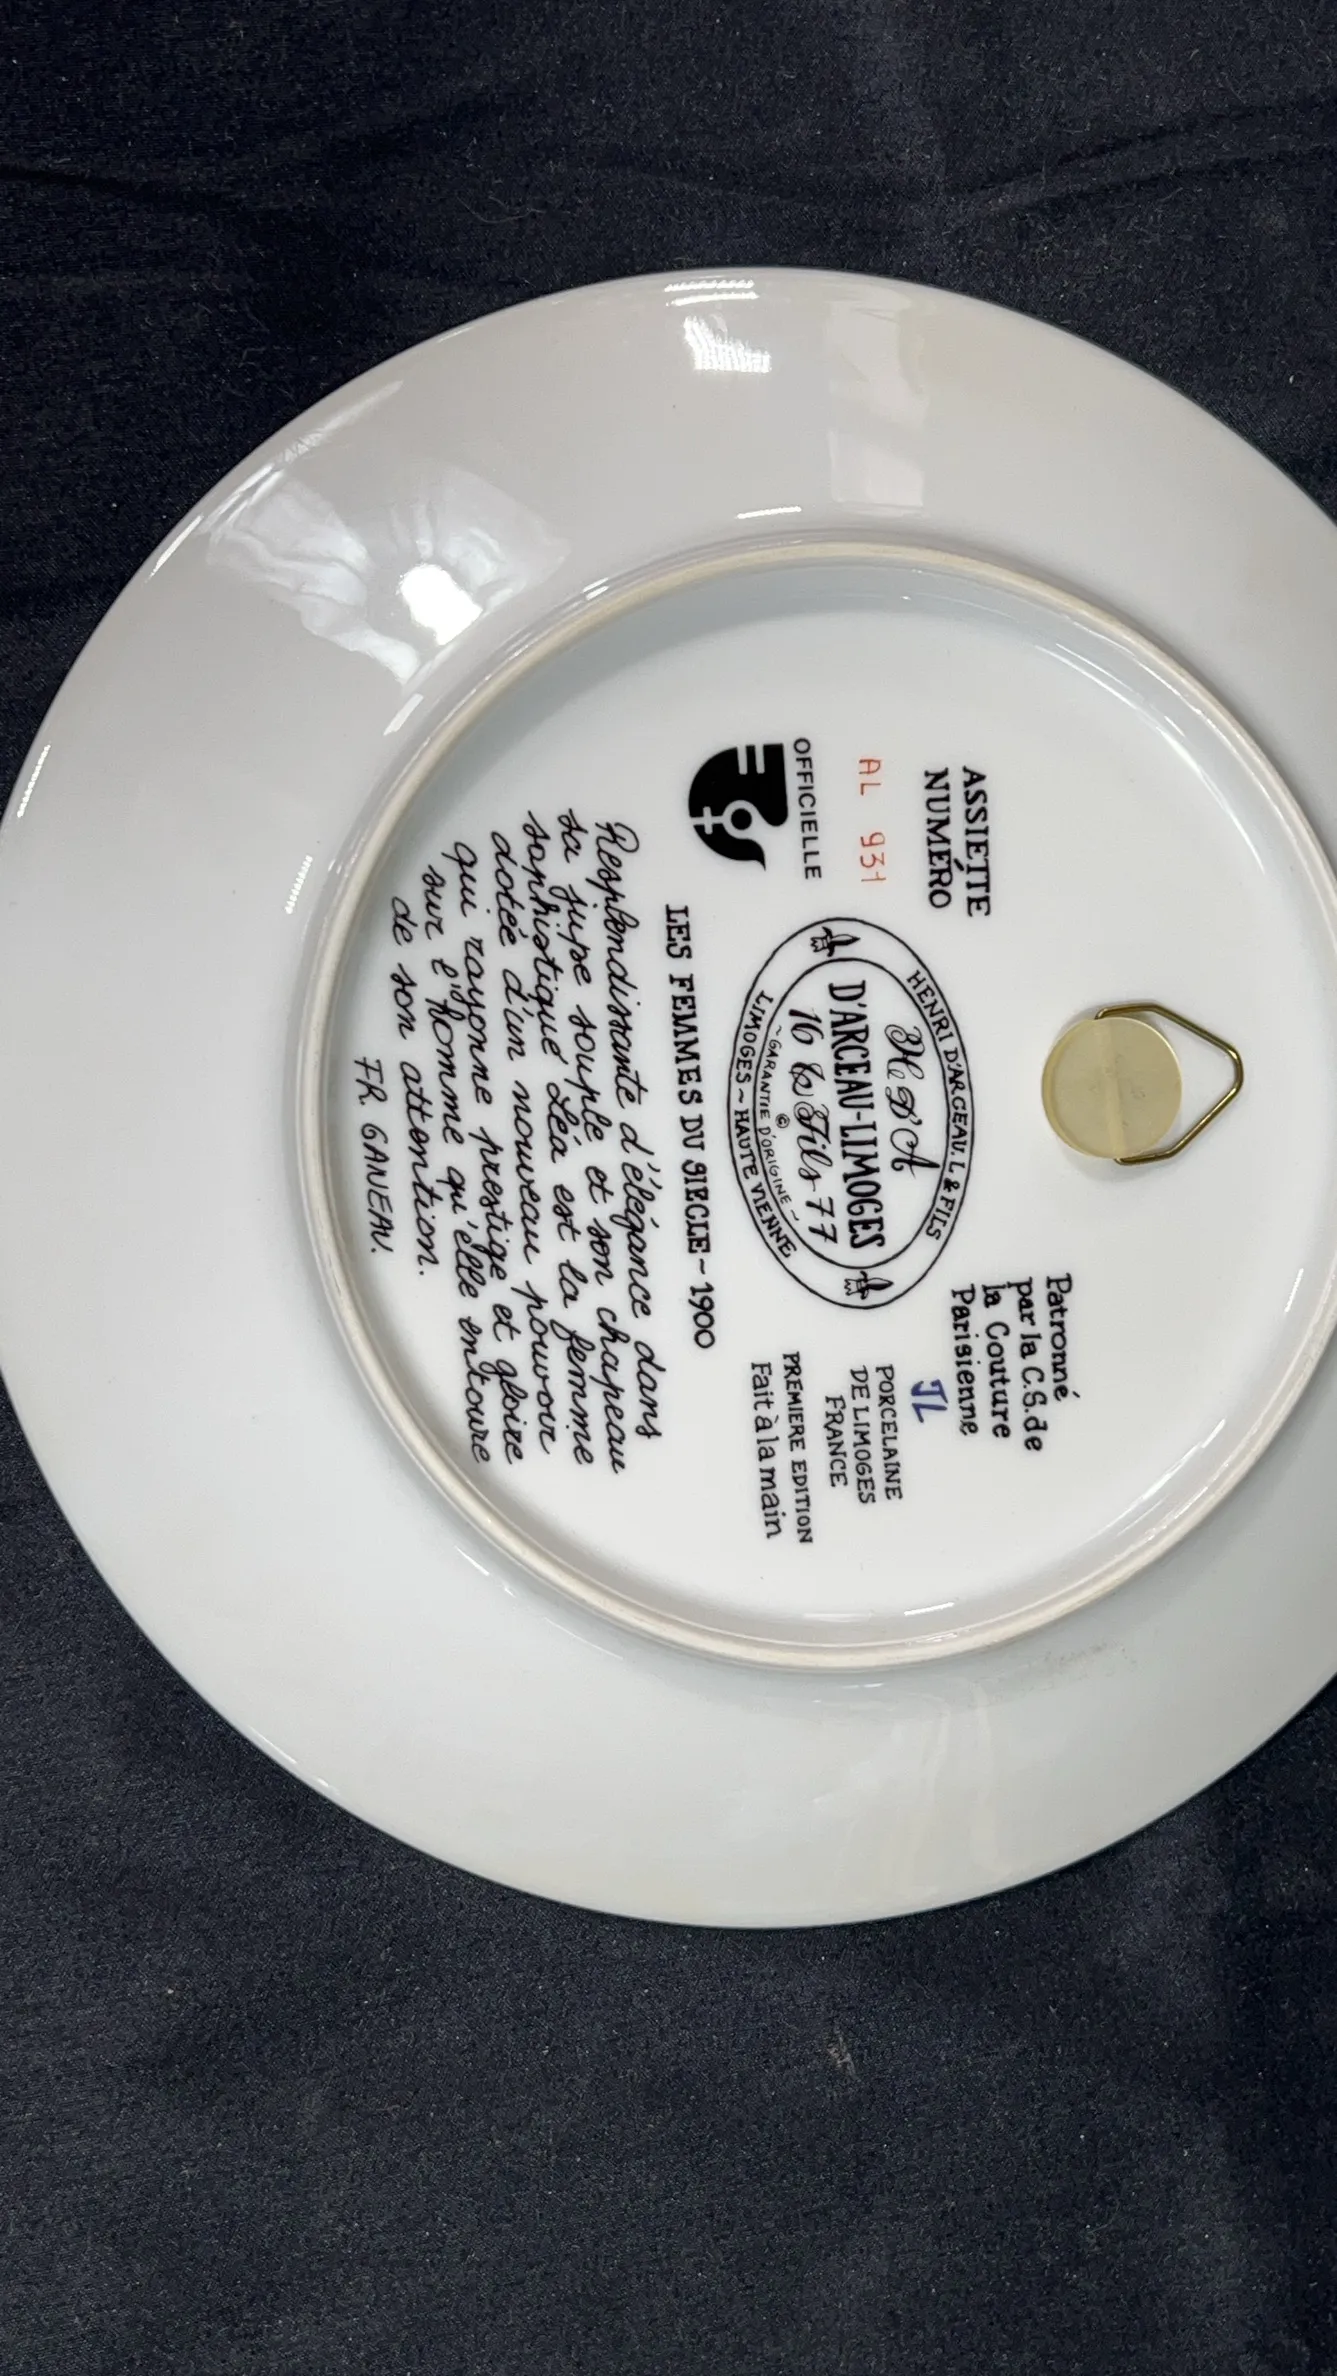 Patronné
par la C.S. de
la Couture
Parisienne
ASSIETTE
NUMÉRO
JL
AL 931
PORCELAINE
DE LIMOGES
FRANCE
OFFICIELLE
PREMIERE EDITION
Fait à la main
HENRI D'ARCEAU. L & FILS
H D'A
D'ARCEAU-LIMOGES
16 & Fils 77
©
~GARANTIE D'ORIGINE~
LIMOGES ~ HAUTE VIENNE
LES FEMMES DU SIECLE ~ 1900
Resplendissante d'élégance dans
sa jupe souple et son chapeau
sophistiqué Léa est la femme
dotée d'un nouveau pouvoir
qui rayonne prestige et gloire
sur l'homme qu'elle entoure
de son attention.
FR. GANEAU.